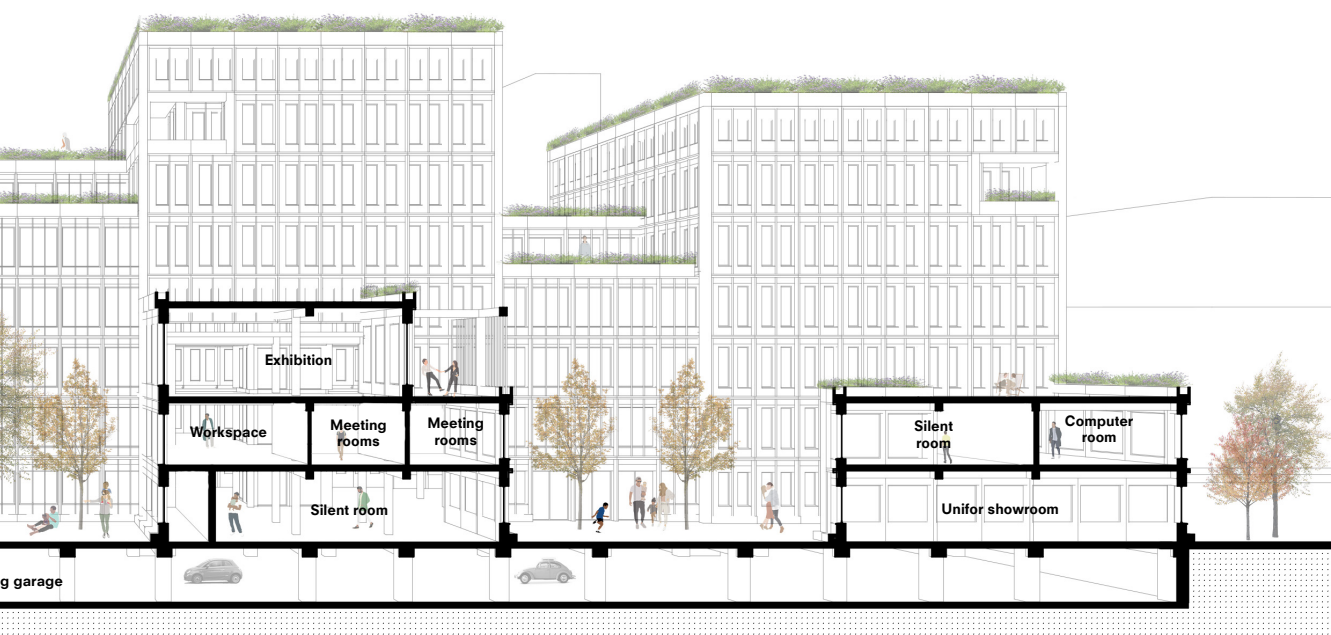 Exhibition
Workspace
Meeting
rooms
Meeting
rooms
Silent
room
Computer
room
Silent room
Unifor showroom
g garage